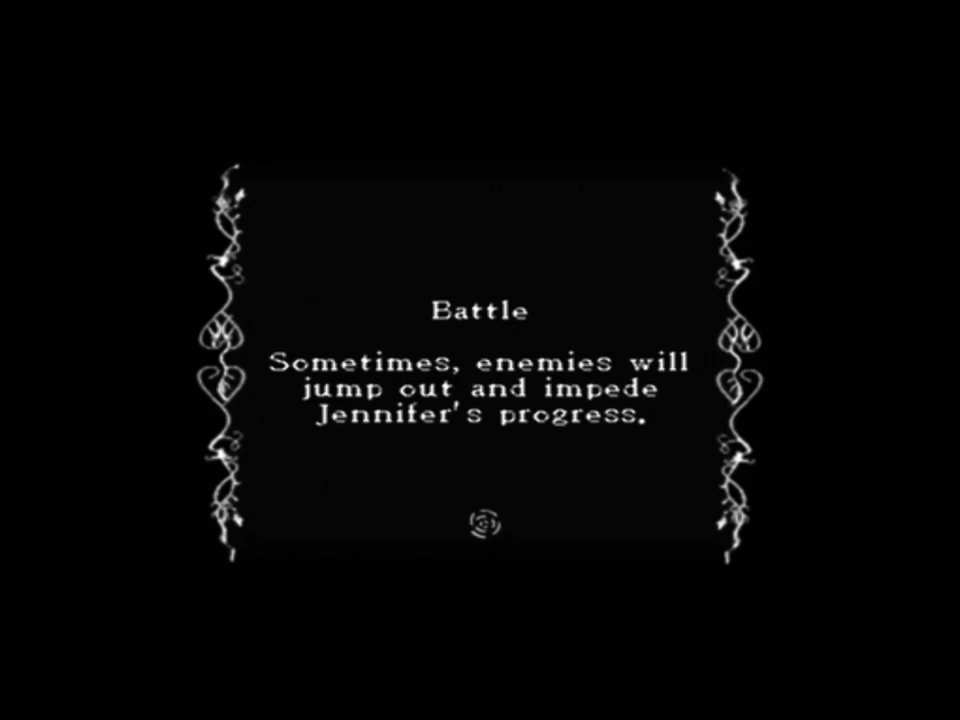 Battle
Sometimes, enemies will
jump out and impede
Jennifer's progress.